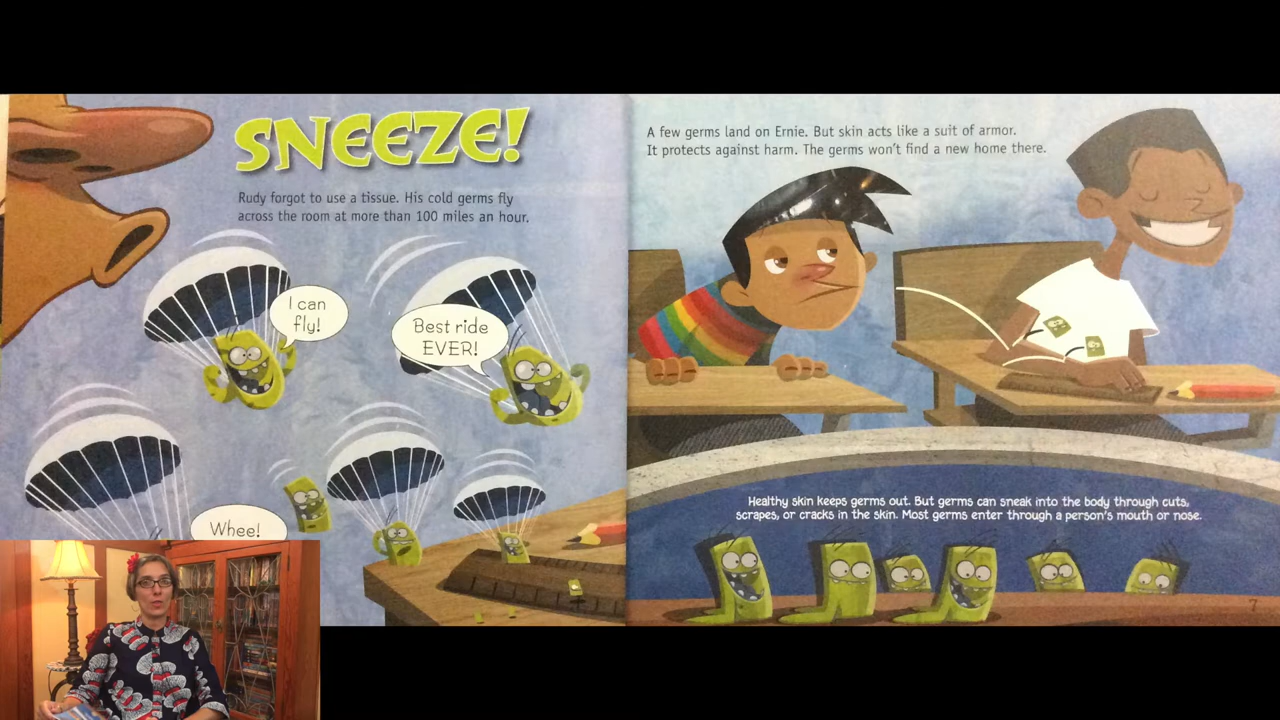 SNEEZE!
Rudy forgot to use a tissue. His cold germs fly
across the room at more than 100 miles an hour.
I can
fly!
Best ride
EVER!
Whee!
A few germs land on Ernie. But skin acts like a suit of armor.
It protects against harm. The germs won't find a new home there.
Healthy skin keeps germs out. But germs can sneak into the body through cuts,
scrapes, or cracks in the skin. Most germs enter through a person's mouth or nose.
7